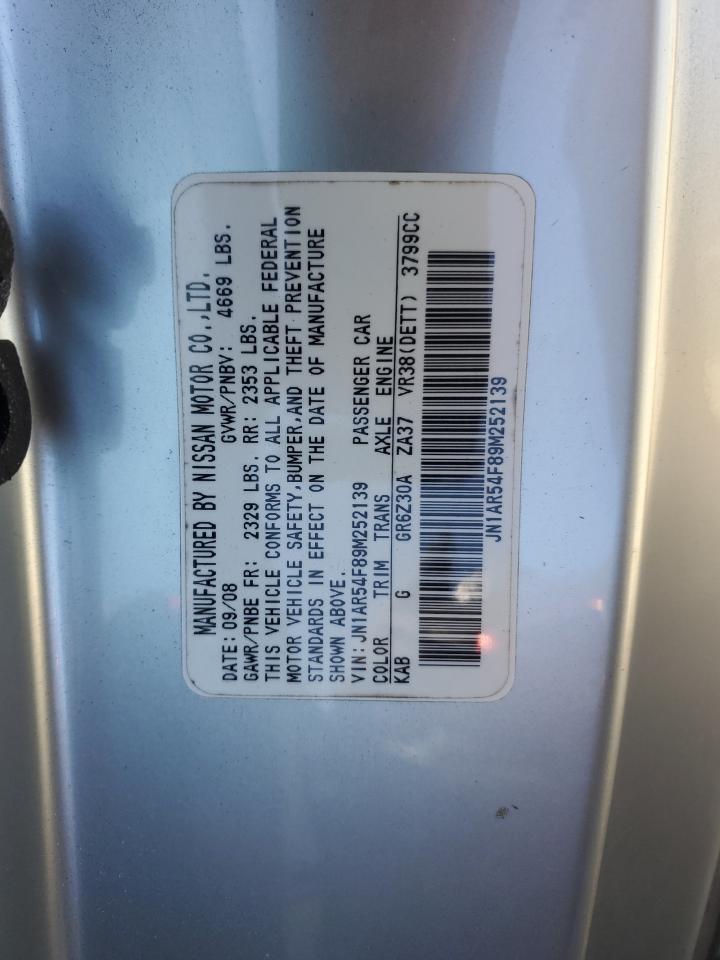 MANUFACTURED BY NISSAN MOTOR CO.,LTD.
DATE: 09/08 GVWR/PNBV: 4669 LBS.
GAWR/PNBE FR: 2329 LBS. RR: 2353 LBS.
THIS VEHICLE CONFORMS TO ALL APPLICABLE FEDERAL
MOTOR VEHICLE SAFETY,BUMPER,AND THEFT PREVENTION
STANDARDS IN EFFECT ON THE DATE OF MANUFACTURE
SHOWN ABOVE.
VIN: JN1AR54F89M252139 PASSENGER CAR
COLOR TRIM TRANS AXLE ENGINE
KAB G GR6Z30A ZA37 VR38(DETT) 3799CC
JN1AR54F89M252139